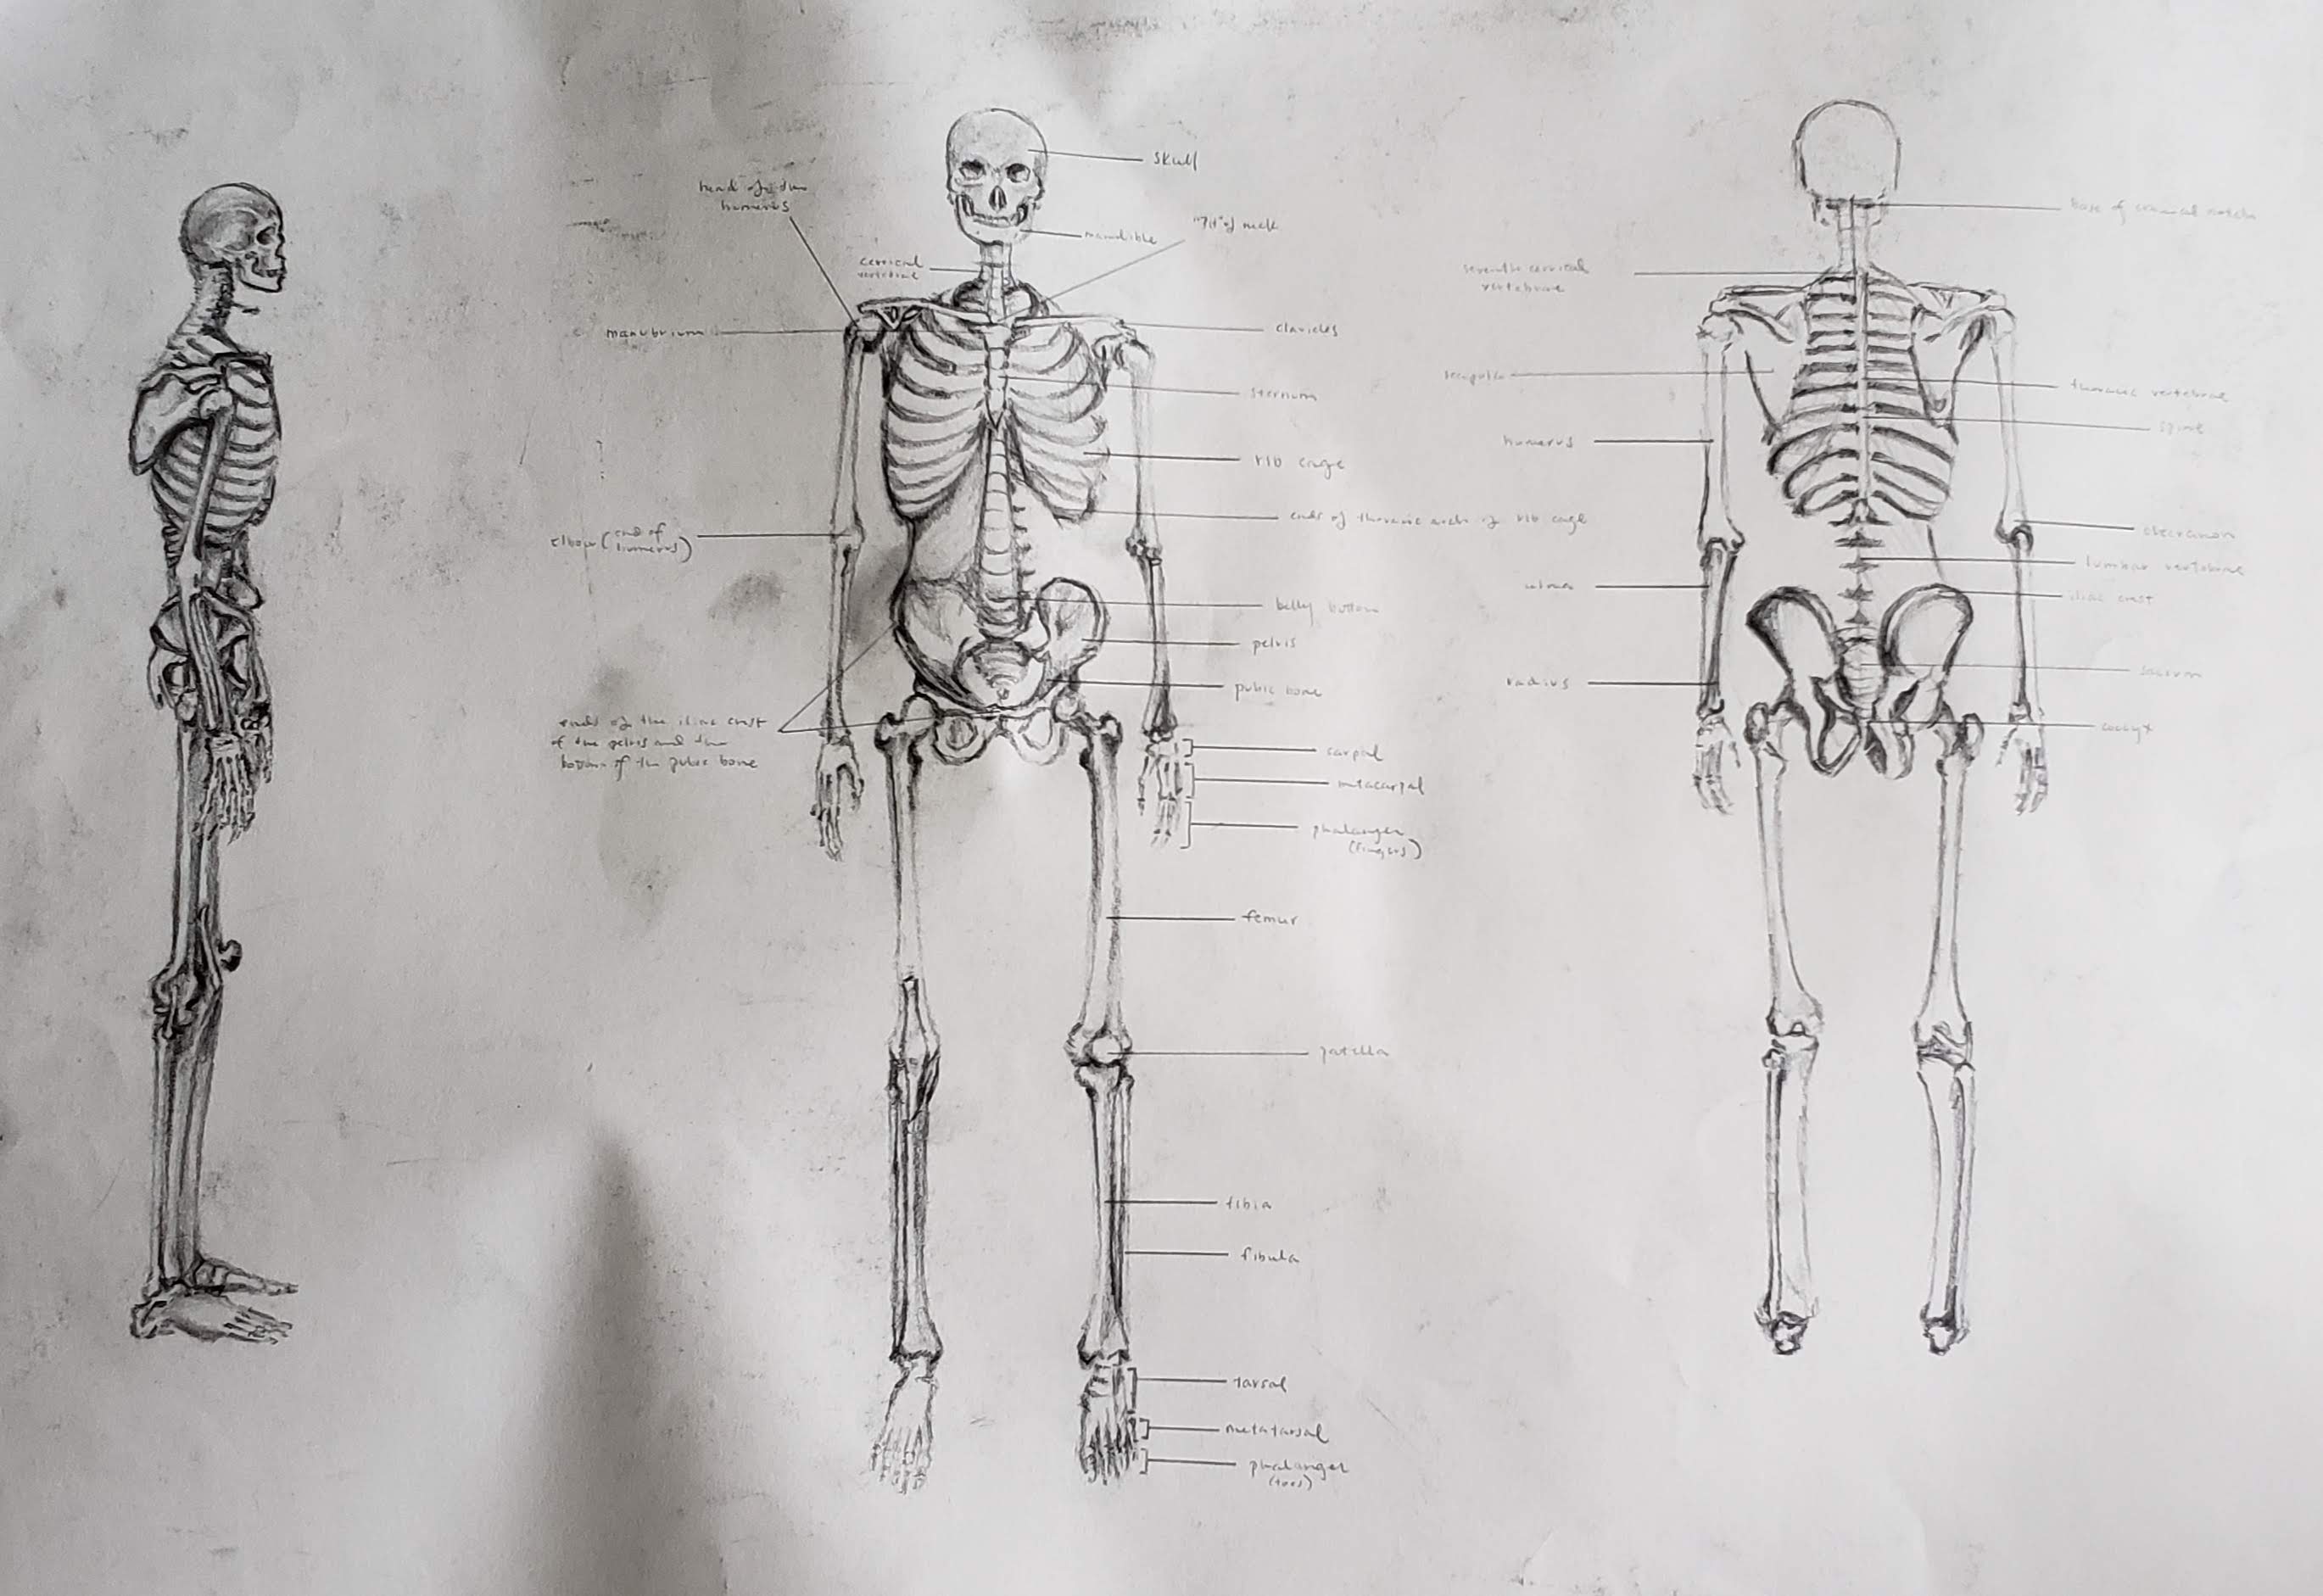 skull
head of the
humerus
"Pit" of neck
mandible
cervical
vertebrae
manubrium
clavicles
sternum
rib cage
ends of thoracic arch of rib cage
elbow (end of
humerus)
belly button
pelvis
pubic bone
ends of the iliac crest
of the pelvis and the
bottom of the pubic bone
carpal
metacarpal
phalanges
(fingers)
femur
patella
tibia
fibula
tarsal
metatarsal
phalanges
(toes)
base of cranial notch
seventh cervical
vertebrae
scapula
thoracic vertebrae
spine
humerus
olecranon
lumbar vertebrae
ulna
iliac crest
sacrum
radius
coccyx